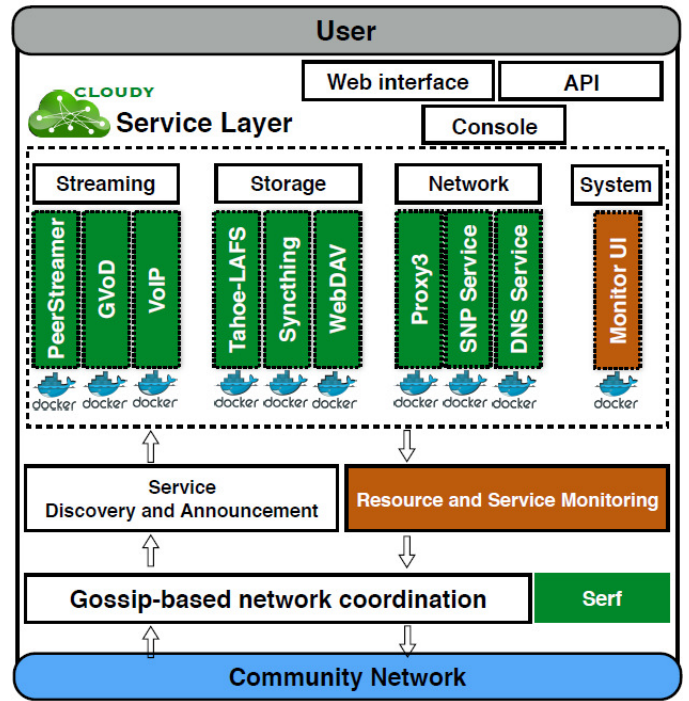 User
Web interface
API
CLOUDY
Service Layer
Console
Streaming
Storage
Network
System
PeerStreamer
GVoD
VoIP
Tahoe-LAFS
Syncthing
WebDAV
Proxy3
SNP Service
DNS Service
Monitor UI
docker
docker
docker
docker
docker
docker
docker
docker
docker
docker
Service
Discovery and Announcement
Resource and Service Monitoring
Gossip-based network coordination
Serf
Community Network